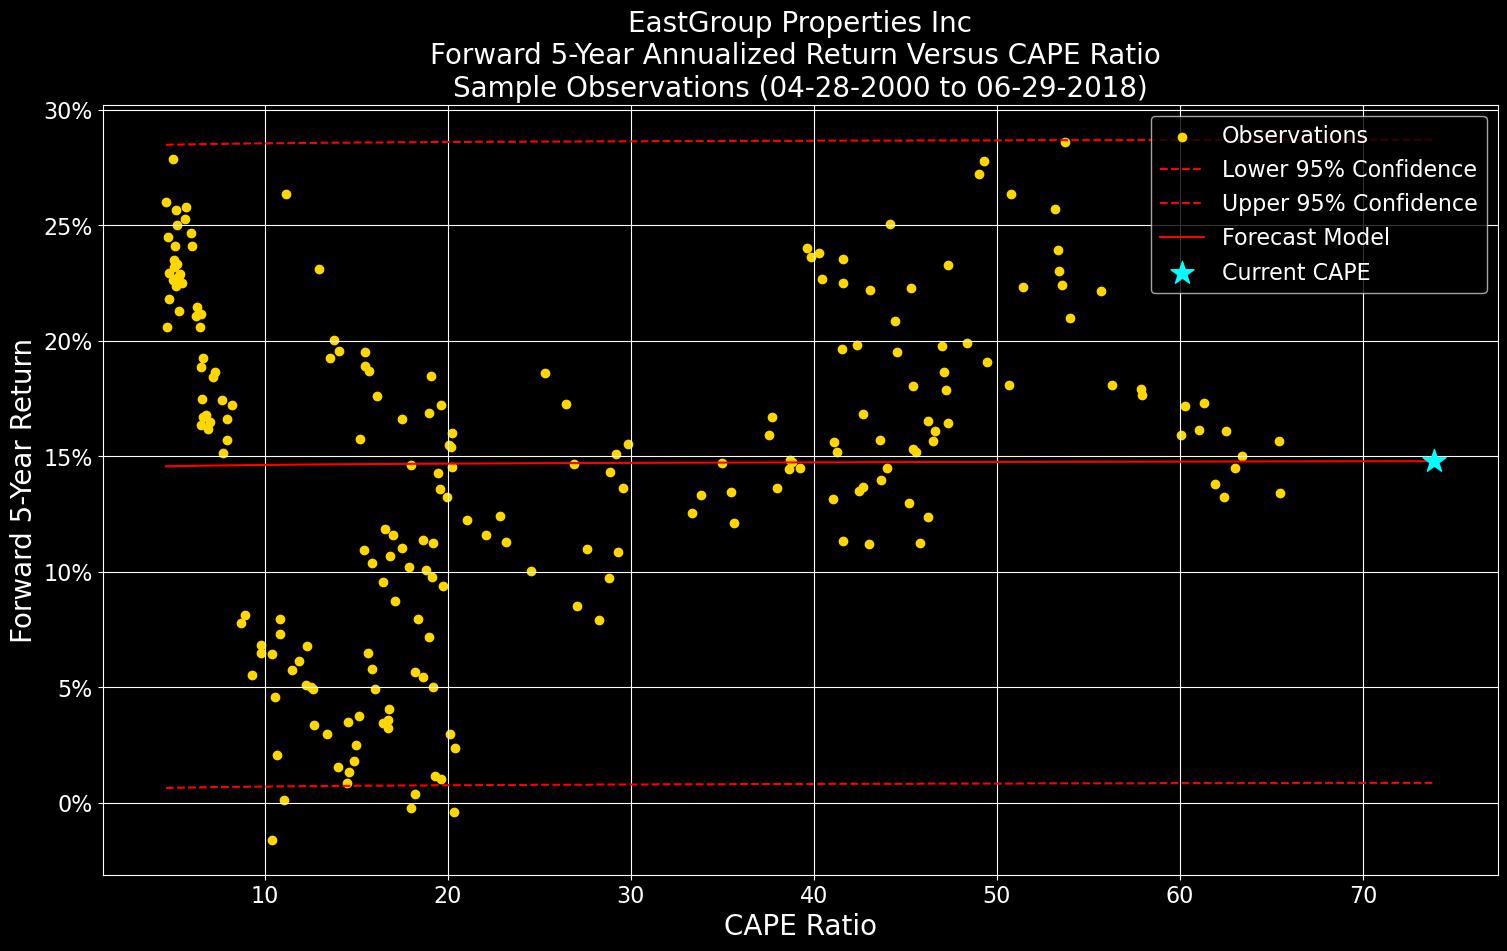 EastGroup Properties Inc
Forward 5-Year Annualized Return Versus CAPE Ratio
Sample Observations (04-28-2000 to 06-29-2018)
Observations
Lower 95% Confidence
Upper 95% Confidence
Forecast Model
Current CAPE
Forward 5-Year Return
30%
25%
20%
15%
10%
5%
0%
10 20 30 40 50 60 70
CAPE Ratio